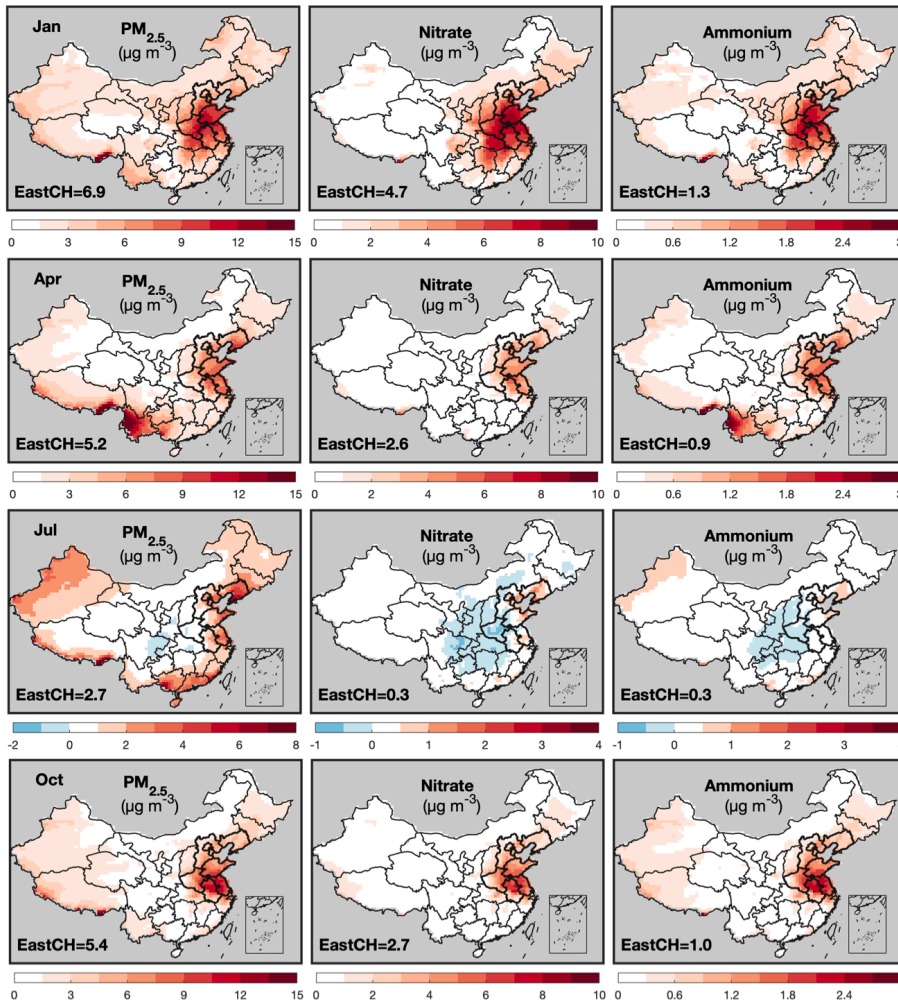 Jan PM2.5 Nitrate Ammonium
(µg m-3) (µg m-3) (µg m-3)
EastCH=6.9 EastCH=4.7 EastCH=1.3
0 3 6 9 12 15 0 2 4 6 8 10 0 0.6 1.2 1.8 2.4 3
Apr PM2.5 Nitrate Ammonium
(µg m-3) (µg m-3) (µg m-3)
EastCH=5.2 EastCH=2.6 EastCH=0.9
0 3 6 9 12 15 0 2 4 6 8 10 0 0.6 1.2 1.8 2.4 3
Jul PM2.5 Nitrate Ammonium
(µg m-3) (µg m-3) (µg m-3)
EastCH=2.7 EastCH=0.3 EastCH=0.3
-2 0 2 4 6 8 -1 0 1 2 3 4 -1 0 1 2 3
Oct PM2.5 Nitrate Ammonium
(µg m-3) (µg m-3) (µg m-3)
EastCH=5.4 EastCH=2.7 EastCH=1.0
0 3 6 9 12 15 0 2 4 6 8 10 0 0.6 1.2 1.8 2.4